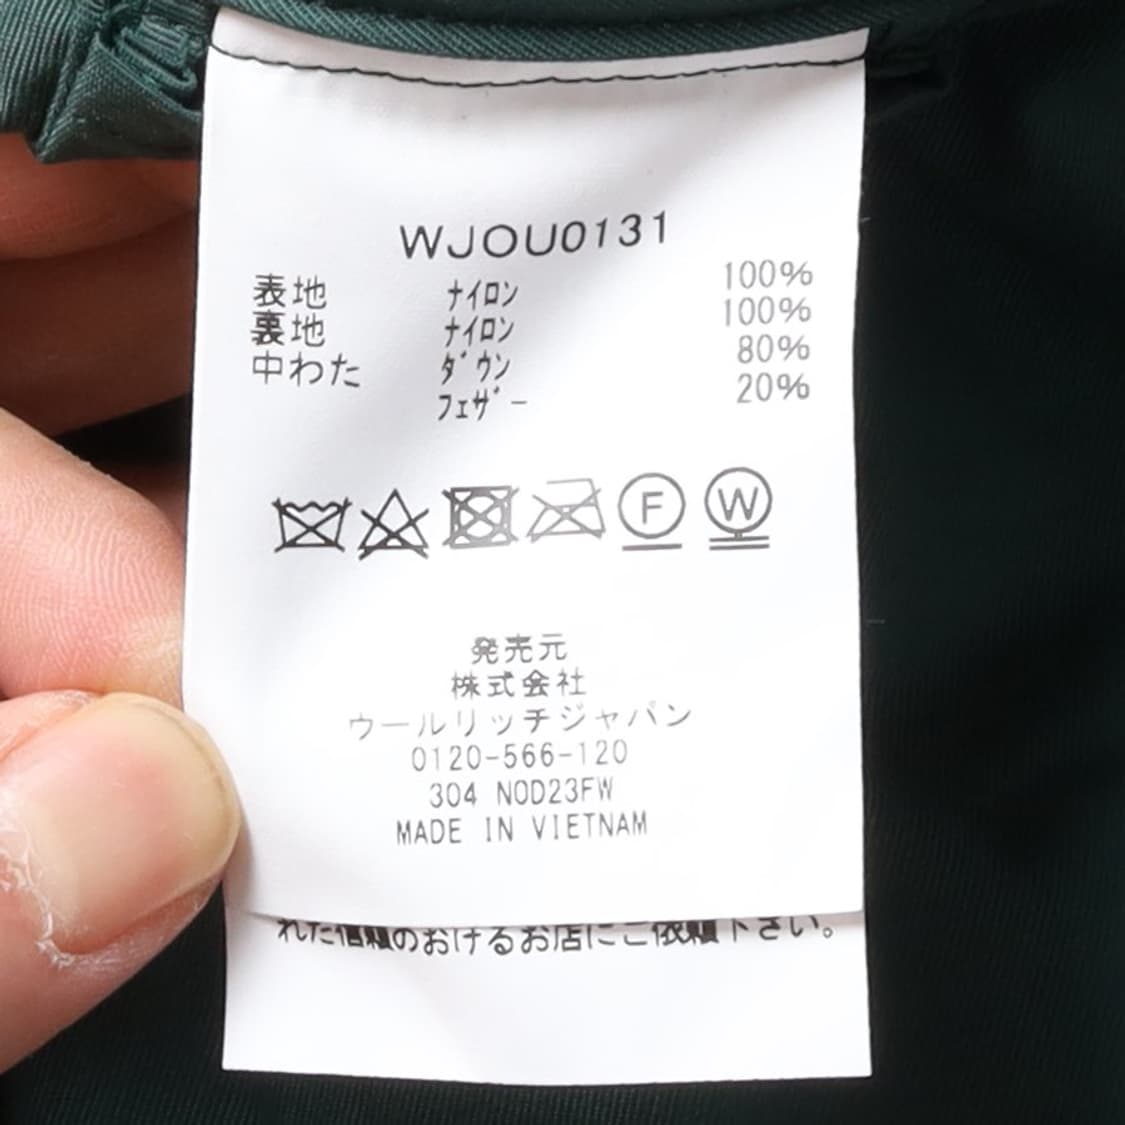 WJOU0131
表地 ナイロン 100%
裏地 ナイロン 100%
中わた ダウン 80%
フェザー 20%
F W
発売元
株式会社
ウールリッチジャパン
0120-566-120
304 NOD23FW
MADE IN VIETNAM
れた信頼のおけるお店にご依頼下さい。